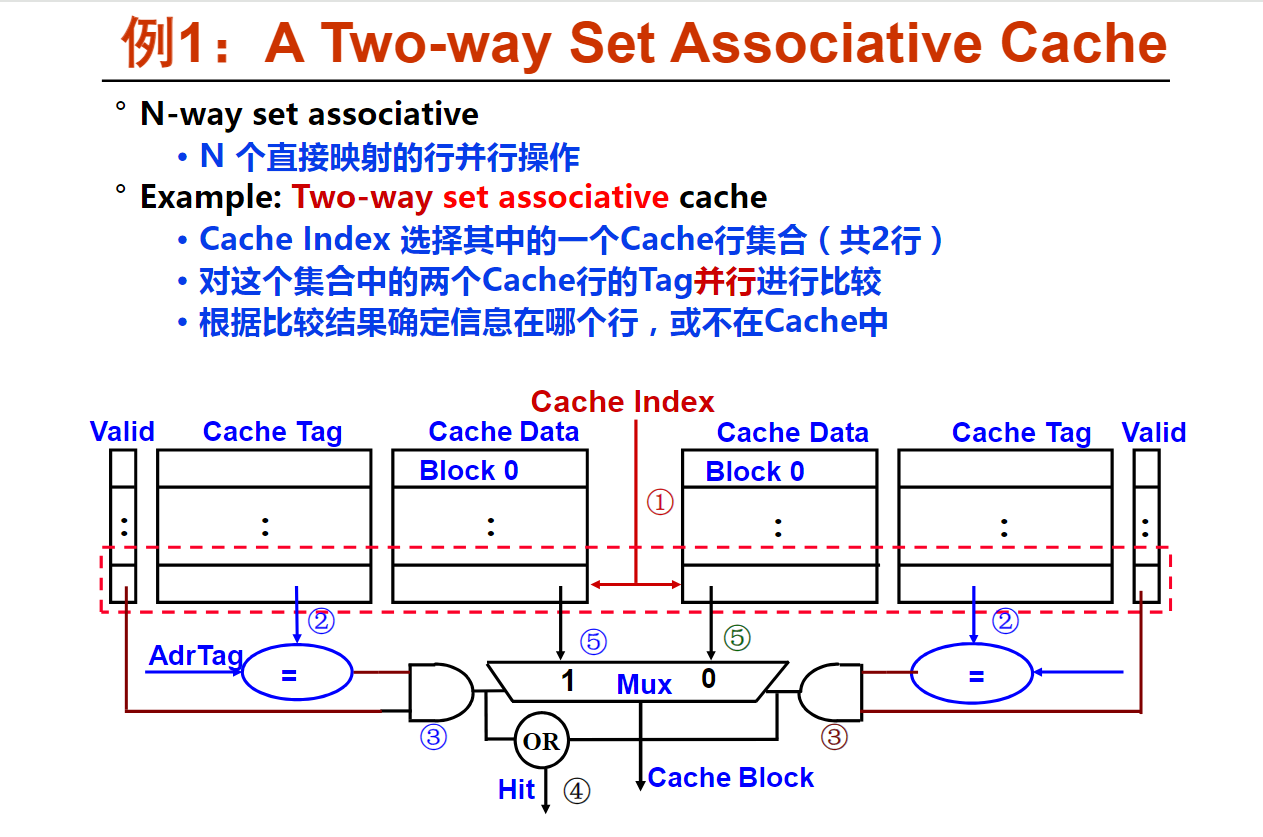 例1：A Two-way Set Associative Cache
° N-way set associative
• N 个直接映射的行并行操作
° Example: Two-way set associative cache
• Cache Index 选择其中的一个Cache行集合（共2行）
• 对这个集合中的两个Cache行的Tag并行进行比较
• 根据比较结果确定信息在哪个行，或不在Cache中
Cache Index
Valid Cache Tag Cache Data Cache Data Cache Tag Valid
Block 0 Block 0
①
: : : : : :
② ②
⑤ ⑤
AdrTag = 1 Mux 0 =
③ OR ③
Hit ④ Cache Block